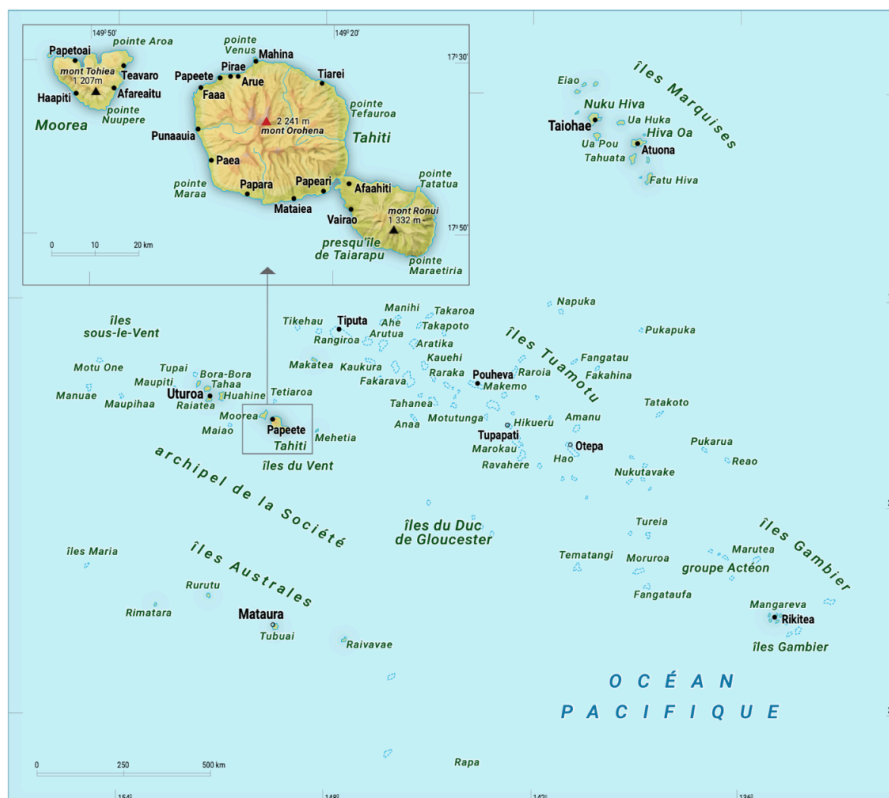 149°50'
149°20'
Papetoai
pointe Aroa
mont Tohiea
1 207m
Teavaro
Afareaitu
Haapiti
pointe
Nuupere
Moorea
pointe
Venus
Mahina
Pirae
Papeete
Arue
Faaa
Tiarei
17°30'
pointe
Tefauroa
2 241 m
mont Orohena
Tahiti
Punaauia
Paea
pointe
Maraa
Papara
Papeari
Mataiea
Afaahiti
pointe
Tatatua
mont Ronui
1 332 m
Vairao
17°50'
presqu'île
de Taiarapu
pointe
Maraetiria
0 10 20 km
îles Marquises
Eiao
Nuku Hiva
Taiohae
Ua Huka
Hiva Oa
Ua Pou
Atuona
Tahuata
Fatu Hiva
îles
sous-le-Vent
Tikehau
Tiputa
Rangiroa
Manihi
Ahe
Takaroa
Arutua
Takapoto
Aratika
Napuka
Pukapuka
îles Tuamotu
Motu One
Tupai
Bora-Bora
Maupiti
Tahaa
Makatea
Kaukura
Kauehi
Raraka
Pouheva
Raroia
Fangatau
Fakahina
Manuae
Maupihaa
Uturoa
Raiatea
Huahine
Tetiaroa
Fakarava
Makemo
Tahanea
Moorea
Maiao
Papeete
Tahiti
Mehetia
Anaa
Motutunga
Hikueru
Tupapati
Marokau
Ravahere
Amanu
Otepa
Hao
Tatakoto
Pukarua
Reao
Nukutavake
îles du Vent
archipel de la Société
îles du Duc
de Gloucester
Tureia
Tematangi
Moruroa
Fangataufa
groupe Actéon
Marutea
îles Gambier
Mangareva
Rikitea
îles Gambier
îles Maria
îles Australes
Rurutu
Rimatara
Mataura
Tubuai
Raivavae
OCÉAN
PACIFIQUE
Rapa
0 250 500 km
154°
148°
142°
136°